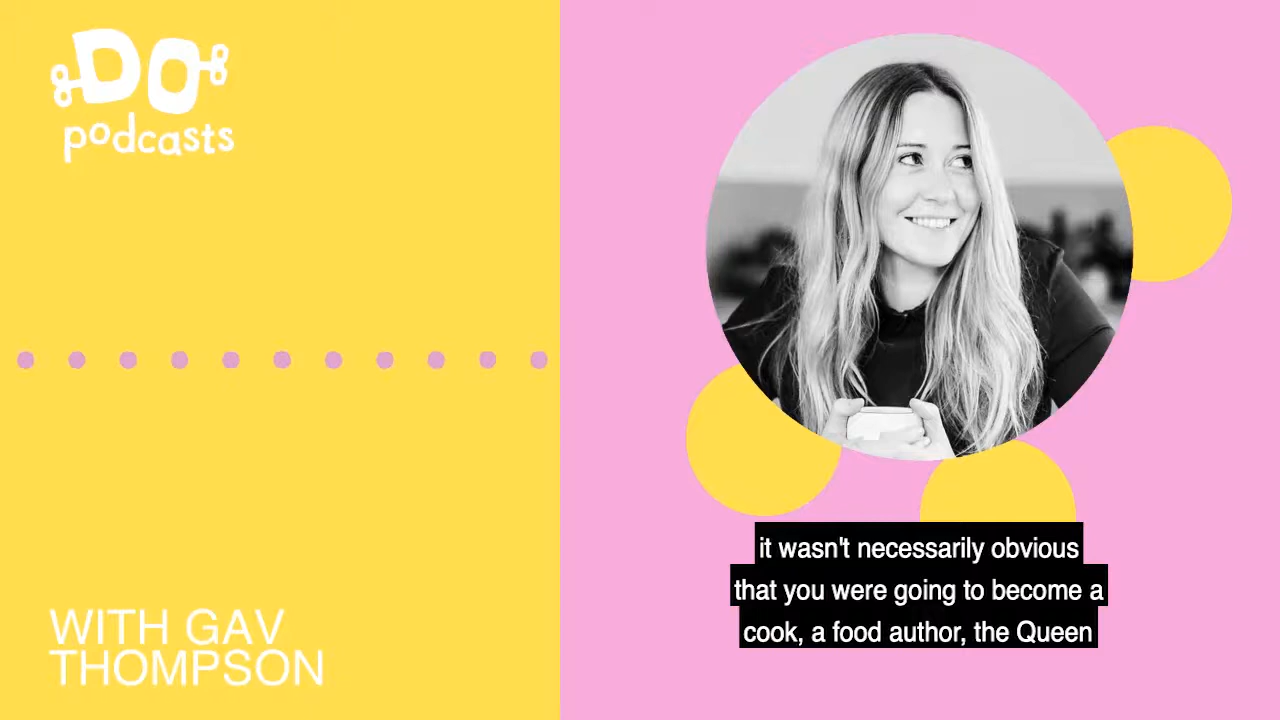 DO
podcasts
WITH GAV
THOMPSON
it wasn't necessarily obvious
that you were going to become a
cook, a food author, the Queen